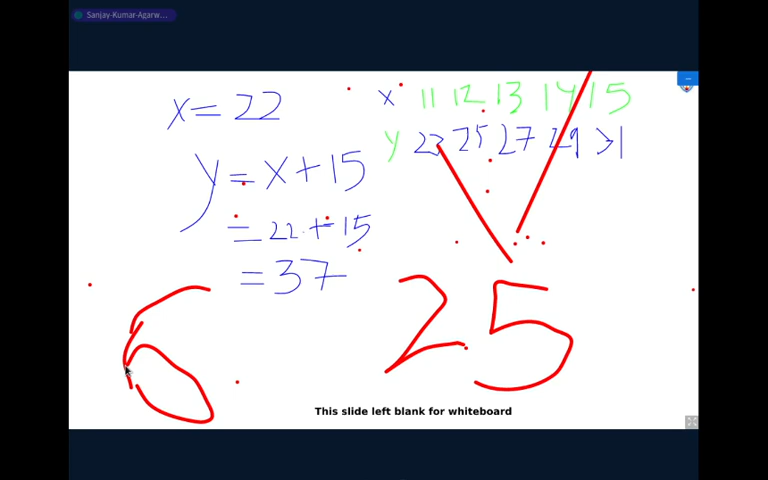 Sanjay-Kumar-Agarw...
x = 22
x 11 12 13 14 15
y 23 25 27 29 31
y = x + 15
= 22 + 15
= 37
6 25
This slide left blank for whiteboard